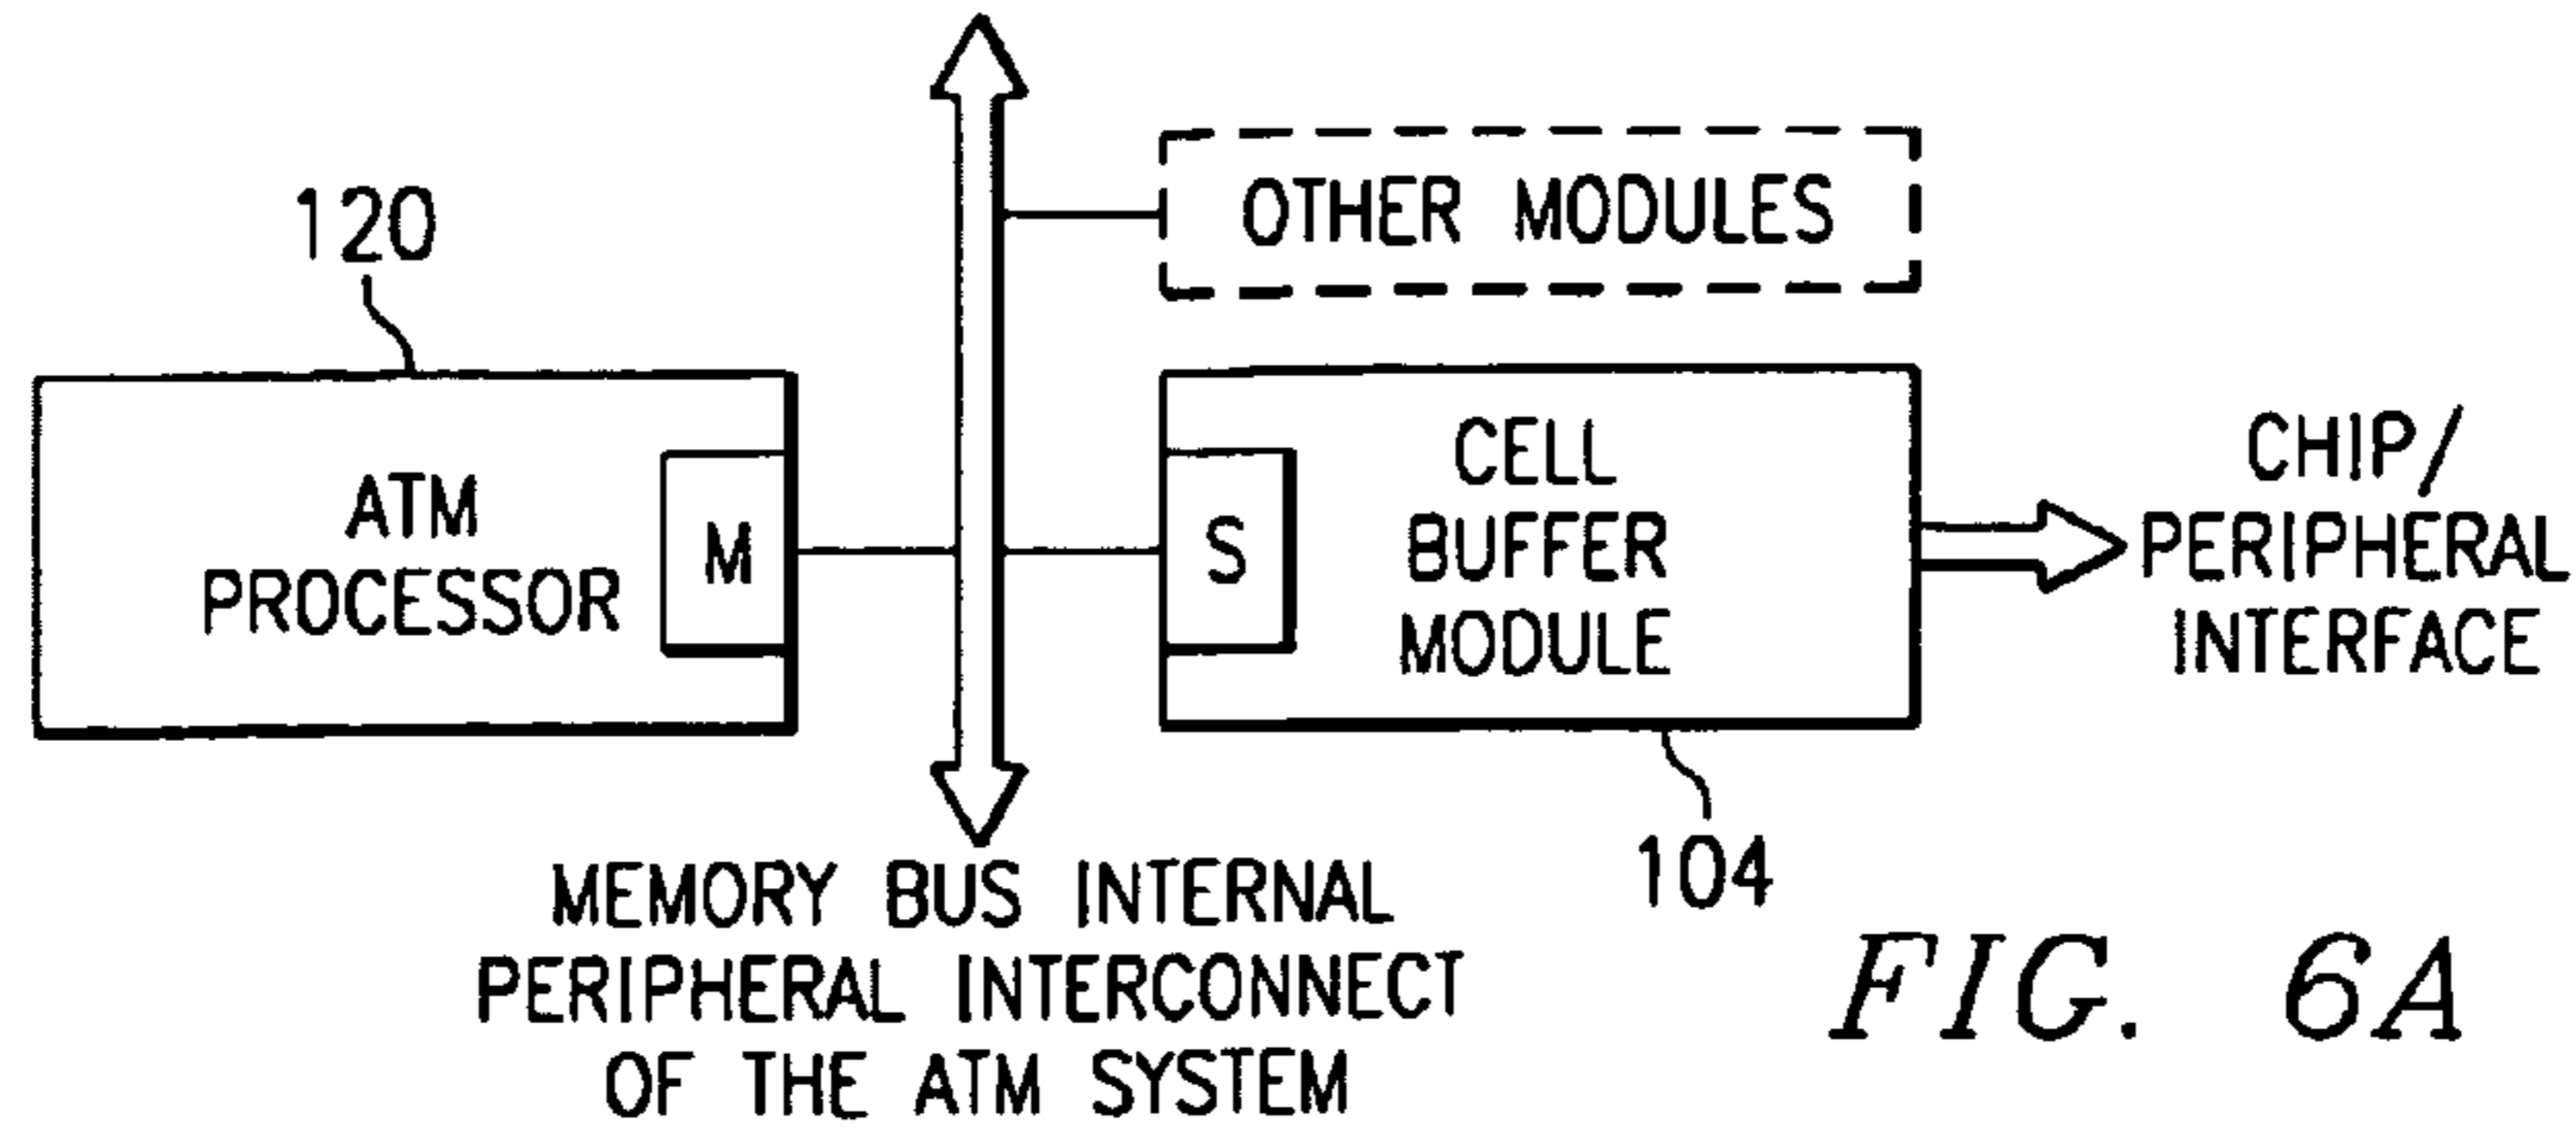 120
OTHER MODULES
ATM
PROCESSOR
M
S
CELL
BUFFER
MODULE
CHIP/
PERIPHERAL
INTERFACE
104
MEMORY BUS INTERNAL
PERIPHERAL INTERCONNECT
OF THE ATM SYSTEM
FIG. 6A